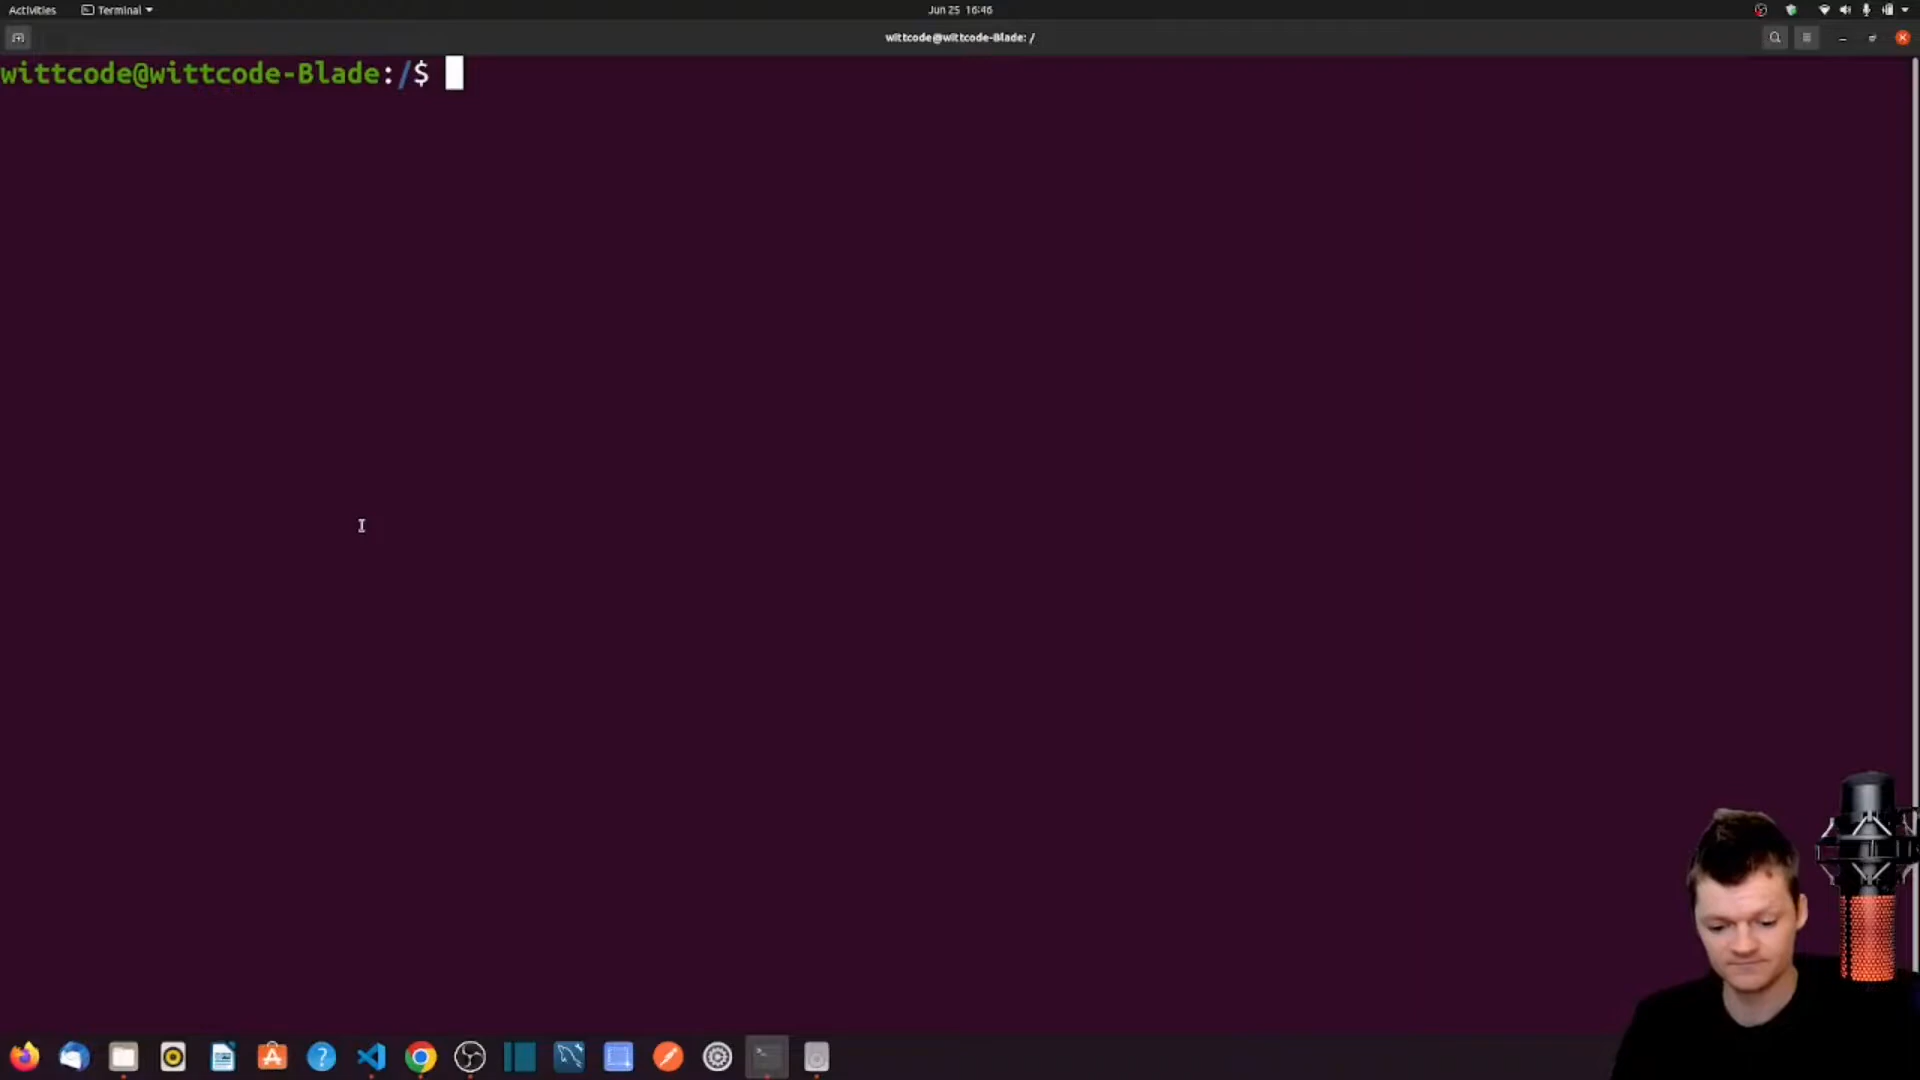 Activities
Terminal
Jun 25 16:46
wittcode@wittcode-Blade: /
wittcode@wittcode-Blade:/$